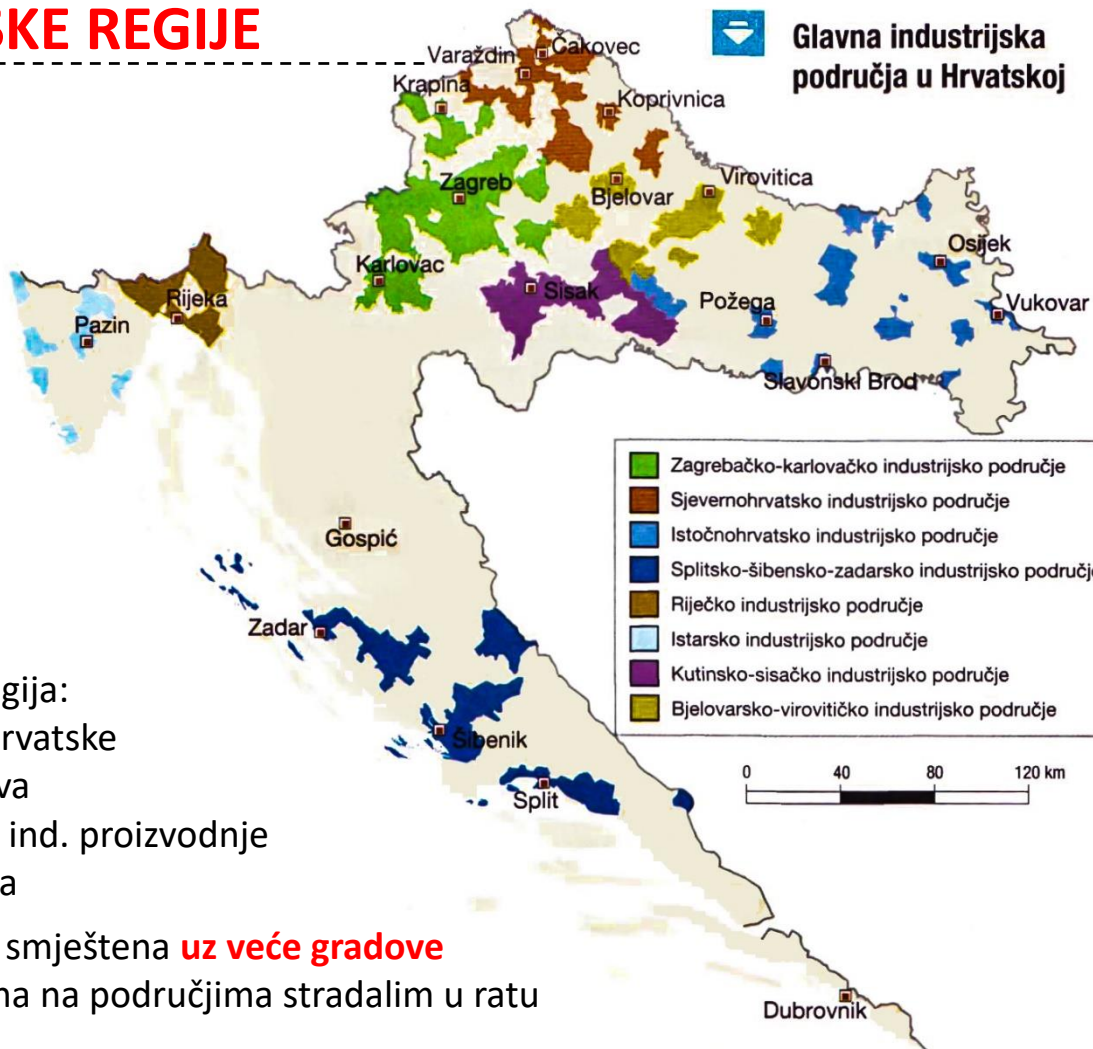 SKE REGIJE
Glavna industrijska
područja u Hrvatskoj
Čakovec
Varaždin
Krapina
Koprivnica
Zagreb
Bjelovar
Virovitica
Osijek
Karlovac
Sisak
Požega
Vukovar
Rijeka
Pazin
Slavonski Brod
Zagrebačko-karlovačko industrijsko područje
Sjevernohrvatsko industrijsko područje
Istočnohrvatsko industrijsko područje
Splitsko-šibensko-zadarsko industrijsko područje
Riječko industrijsko područje
Istarsko industrijsko područje
Kutinsko-sisačko industrijsko područje
Bjelovarsko-virovitičko industrijsko područje
0 40 80 120 km
Gospić
Zadar
Šibenik
Split
Dubrovnik
gija:
rvatske
va
ind. proizvodnje
a
smještena uz veće gradove
na na područjima stradalim u ratu